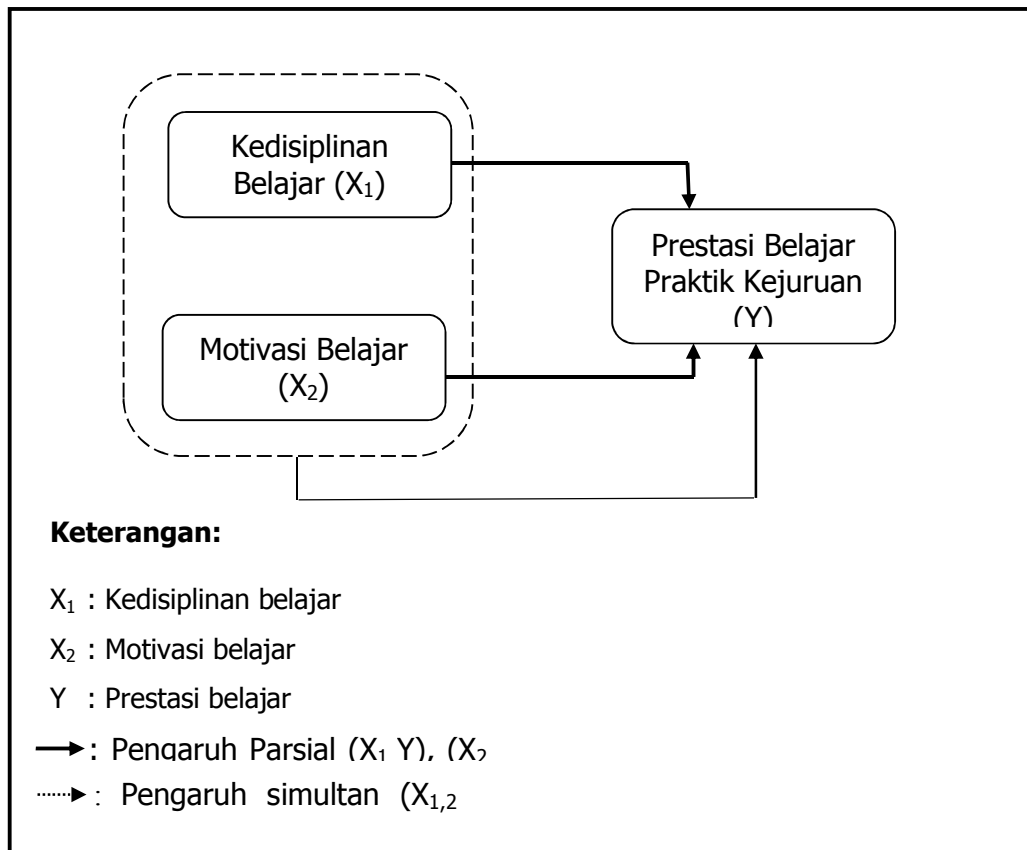 Kedisiplinan
Belajar (X₁)
Prestasi Belajar
Praktik Kejuruan
(Y)
Motivasi Belajar
(X₂)
Keterangan:
X₁ : Kedisiplinan belajar
X₂ : Motivasi belajar
Y : Prestasi belajar
: Pengaruh Parsial (X₁ Y), (X₂
: Pengaruh simultan (X₁,₂